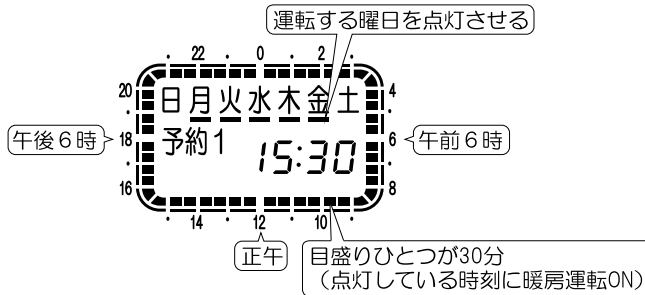 運転する曜日を点灯させる
· 22 · 0 · 2 ·
20 日月火水木金土 4
午後6時 18 予約1 15:30 6 午前6時
16 8
· 14 · 12 · 10 ·
正午
目盛りひとつが30分
(点灯している時刻に暖房運転ON)